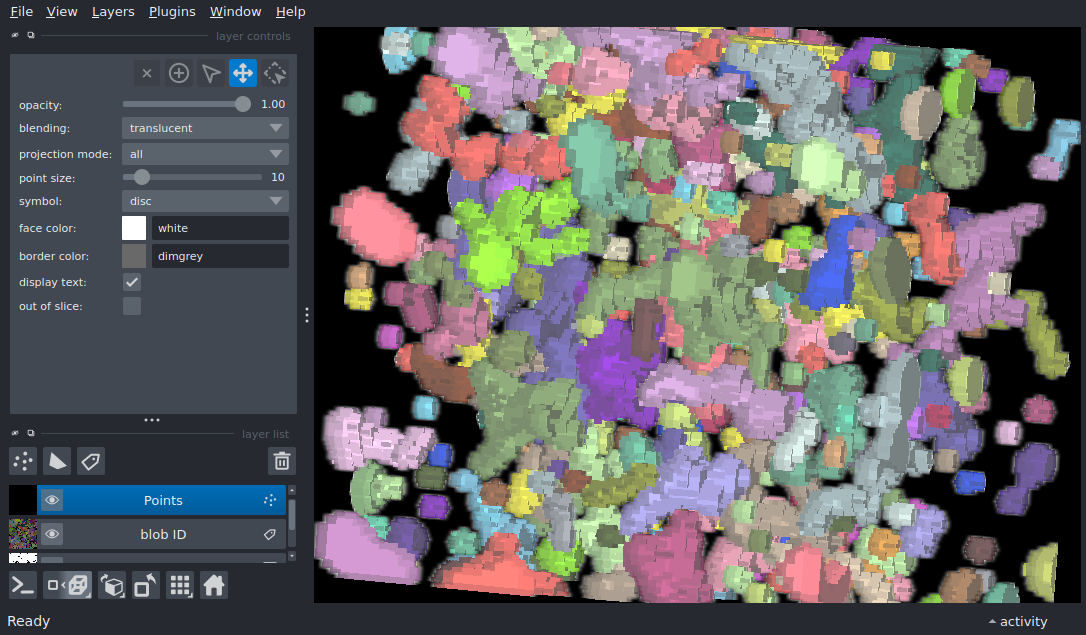 File View Layers Plugins Window Help
layer controls
opacity: 1.00
blending: translucent
projection mode: all
point size: 10
symbol: disc
face color: white
border color: dimgrey
display text:
out of slice:
layer list
Points
blob ID
Ready
activity